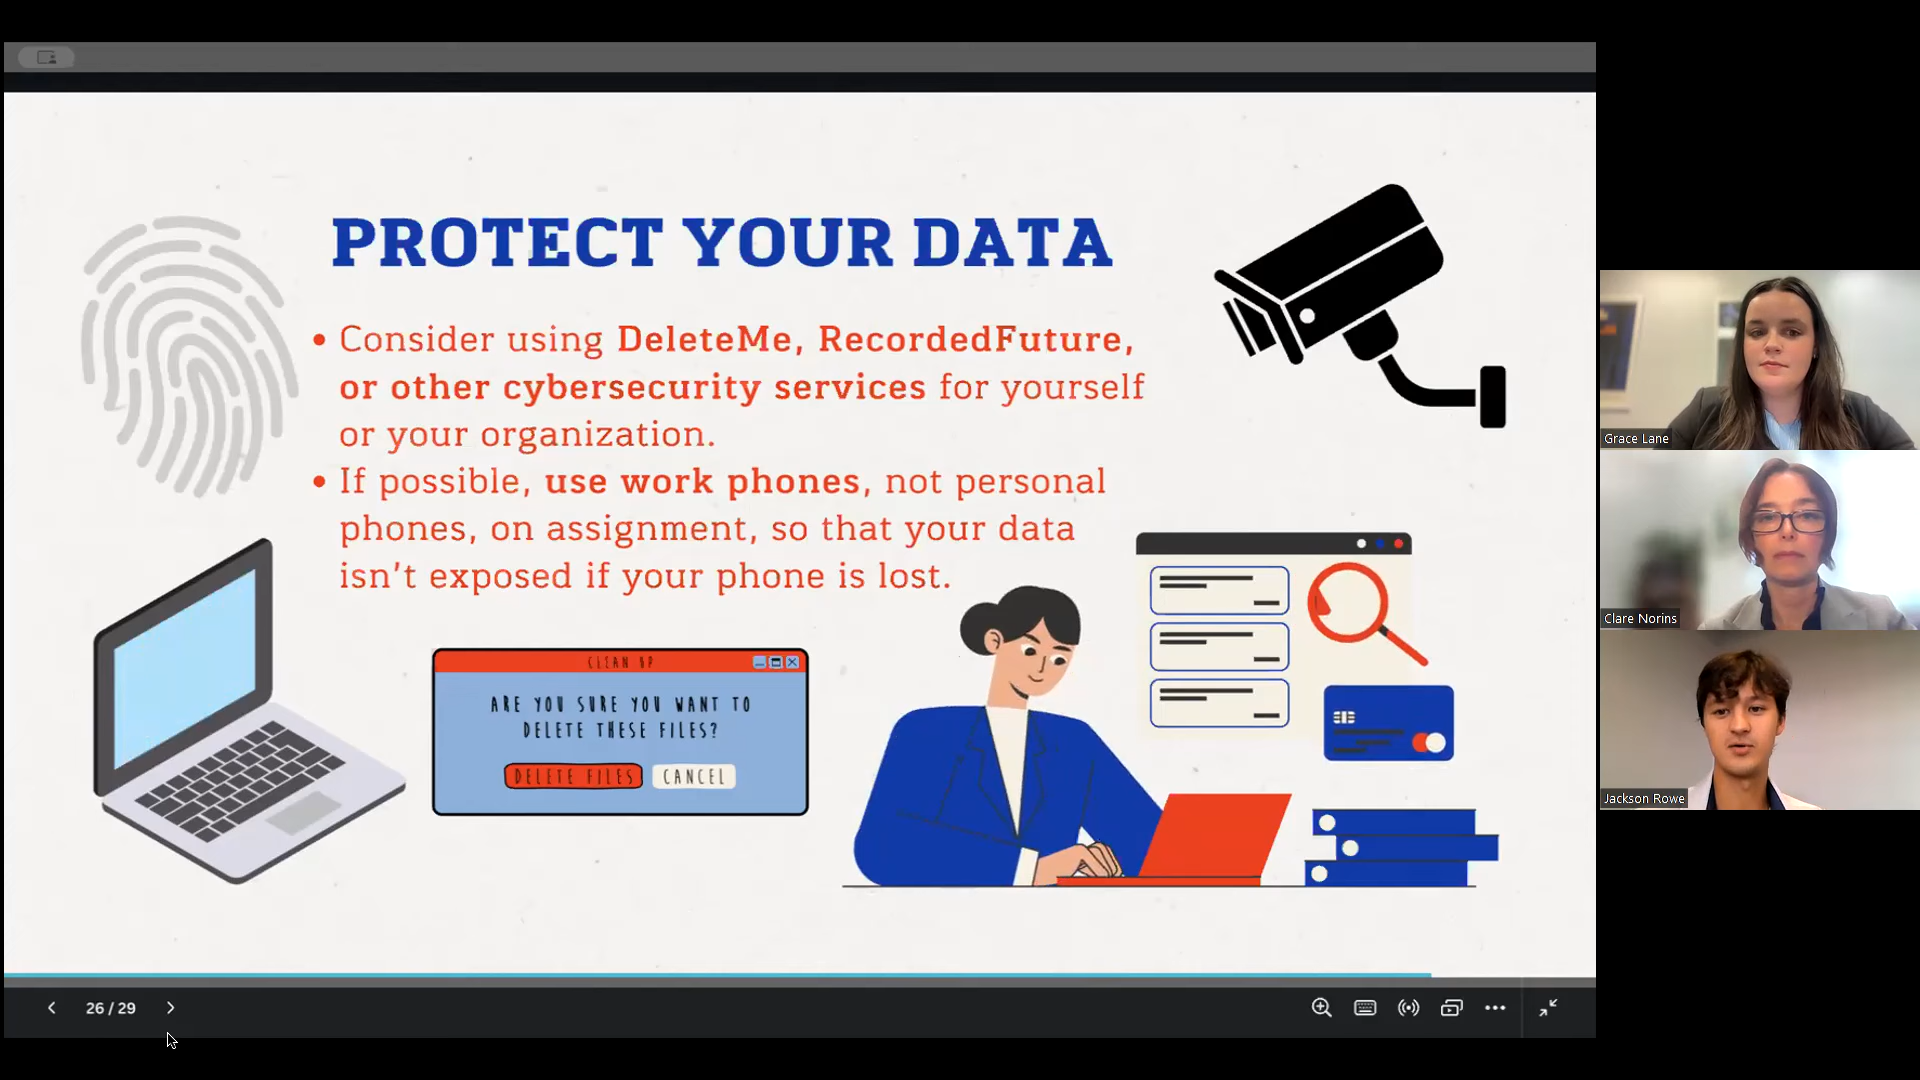 PROTECT YOUR DATA
• Consider using DeleteMe, RecordedFuture,
or other cybersecurity services for yourself
or your organization.
• If possible, use work phones, not personal
phones, on assignment, so that your data
isn't exposed if your phone is lost.
CLEAN UP
ARE YOU SURE YOU WANT TO
DELETE THESE FILES?
DELETE FILES
CANCEL
26 / 29
Grace Lane
Clare Norins
Jackson Rowe